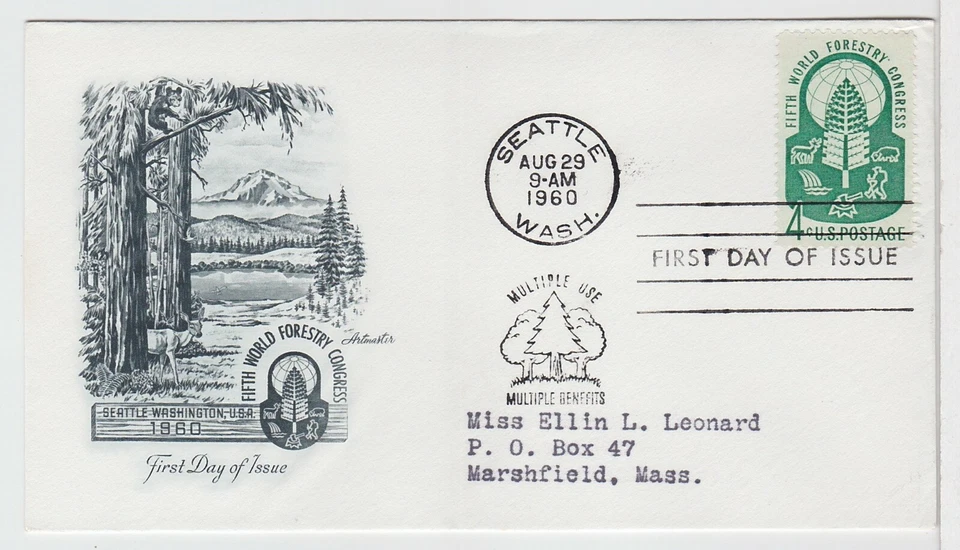 FIFTH WORLD FORESTRY CONGRESS
4¢ U.S. POSTAGE
SEATTLE
AUG 29
9-AM
1960
WASH.
FIRST DAY OF ISSUE
MULTIPLE USE
MULTIPLE BENEFITS
Artmaster
FIFTH WORLD FORESTRY CONGRESS
SEATTLE WASHINGTON, U.S.A.
1960
First Day of Issue
Miss Ellin L. Leonard
P. O. Box 47
Marshfield, Mass.